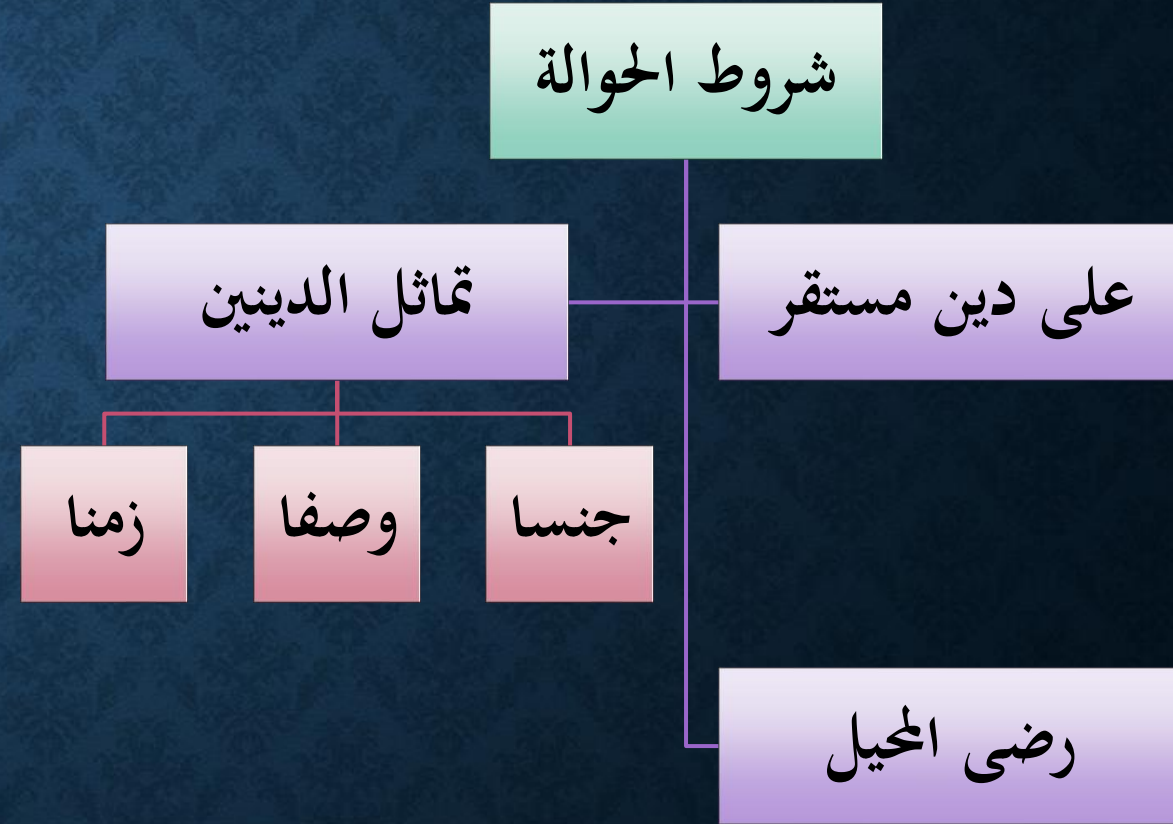 شروط الحوالة
على دين مستقر
تماثل الدينين
جنسا
وصفا
زمنا
رضى المحيل